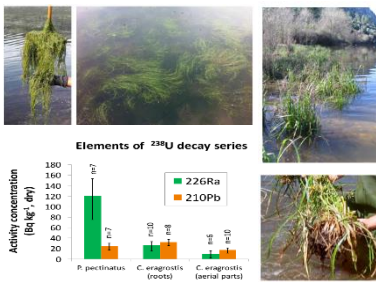 Elements of ²³⁸U decay series
Activity concentration
(Bq kg⁻¹, dry)
180
160
140
120
100
80
60
40
20
0
226Ra
210Pb
n=7
n=7
n=10
n=8
n=6
n=10
P. pectinatus
C. eragrostis
(roots)
C. eragrostis
(aerial parts)